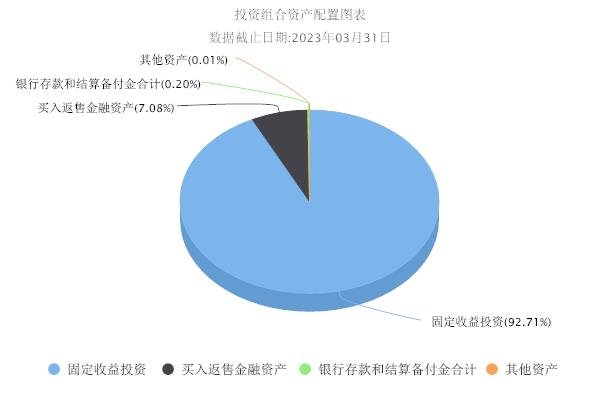 投资组合资产配置图表
数据截止日期:2023年03月31日
其他资产(0.01%)
银行存款和结算备付金合计(0.20%)
买入返售金融资产(7.08%)
固定收益投资(92.71%)
固定收益投资 买入返售金融资产 银行存款和结算备付金合计 其他资产